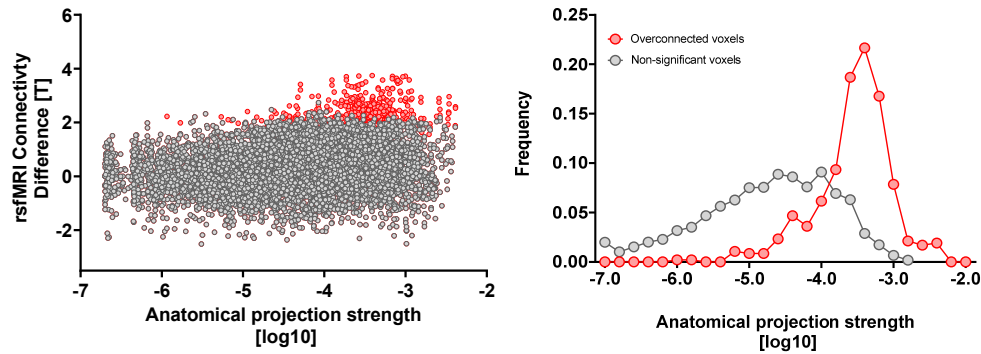 6
4
2
0
-2
rsfMRI Connectivty
Difference [T]
-7 -6 -5 -4 -3 -2
Anatomical projection strength
[log10]
0.25
0.20
0.15
0.10
0.05
0.00
Frequency
Overconnected voxels
Non-significant voxels
-7.0 -6.0 -5.0 -4.0 -3.0 -2.0
Anatomical projection strength
[log10]